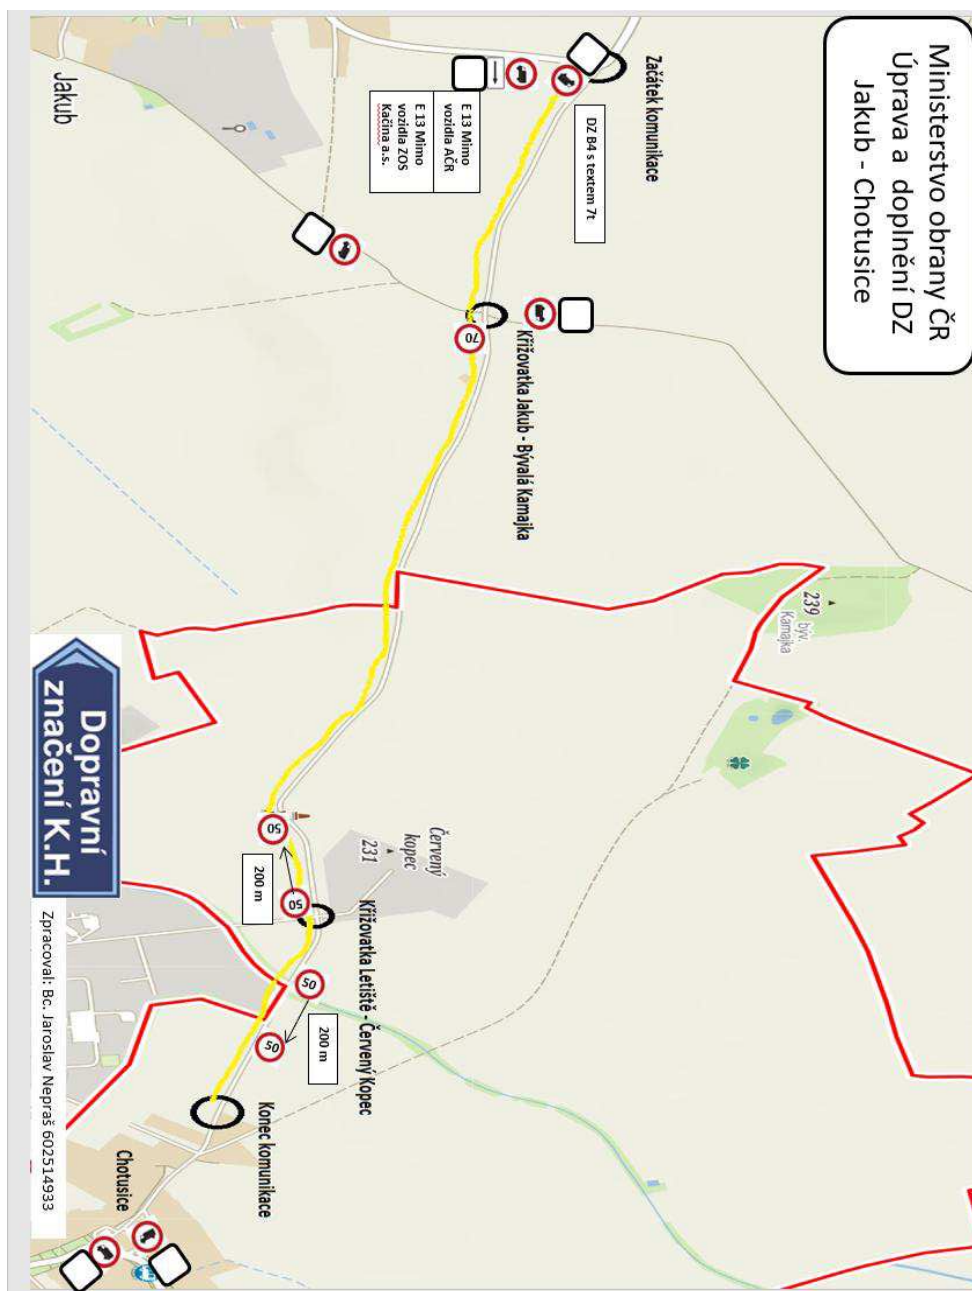 Ministerstvo obrany ČR
Úprava a  doplnění DZ
Jakub - Chotusice
Začátek komunikace
DZ B4 s textem 7t
E 13 Mimo
vozidla AČR
E 13 Mimo
vozidla ZOS
Kačina a.s.
Jakub
Křižovatka Jakub - Bývalá Kamajka
70
239
býv.
Kamajka
Červený
kopec
231
50
200 m
50
Křižovatka Letiště - Červený Kopec
50
200 m
50
Konec komunikace
Chotusice
Dopravní
značení K.H.
Zpracoval: Bc. Jaroslav Nepraš 602514933